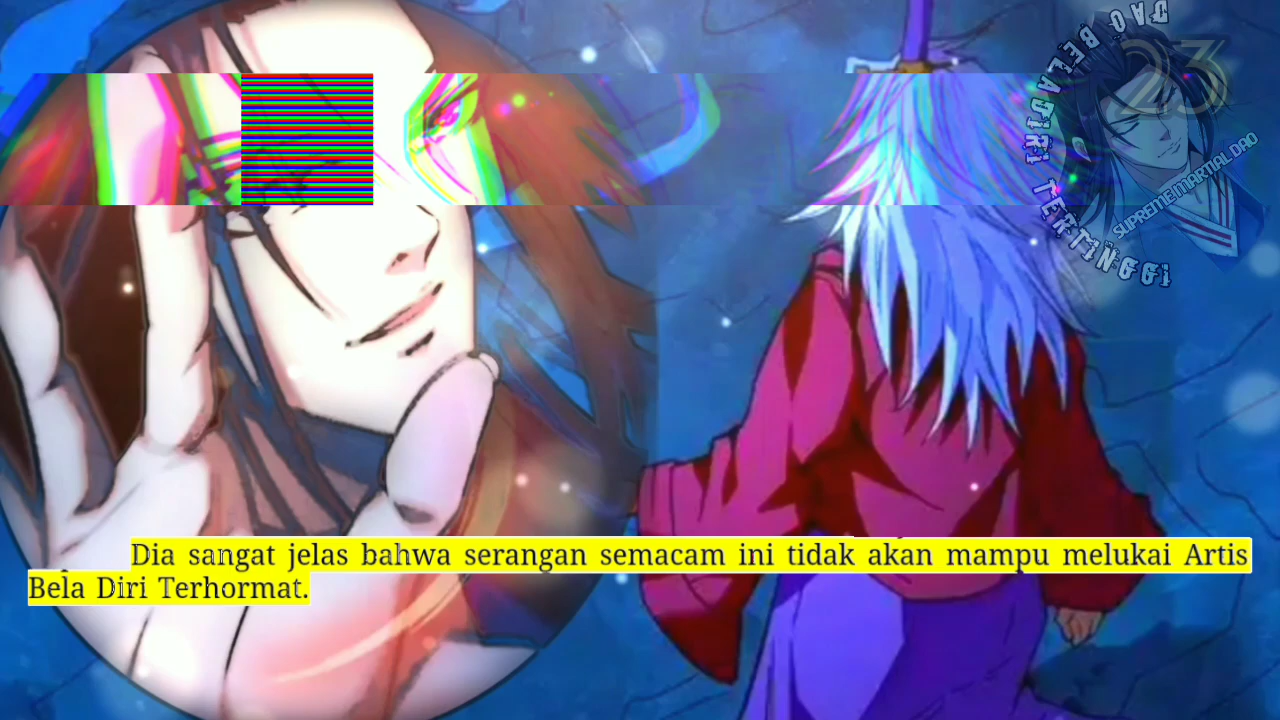 DAO BELADIRI TERTINGGI
23
SUPREME MARTIAL DAO
Dia sangat jelas bahwa serangan semacam ini tidak akan mampu melukai Artis
Bela Diri Terhormat.